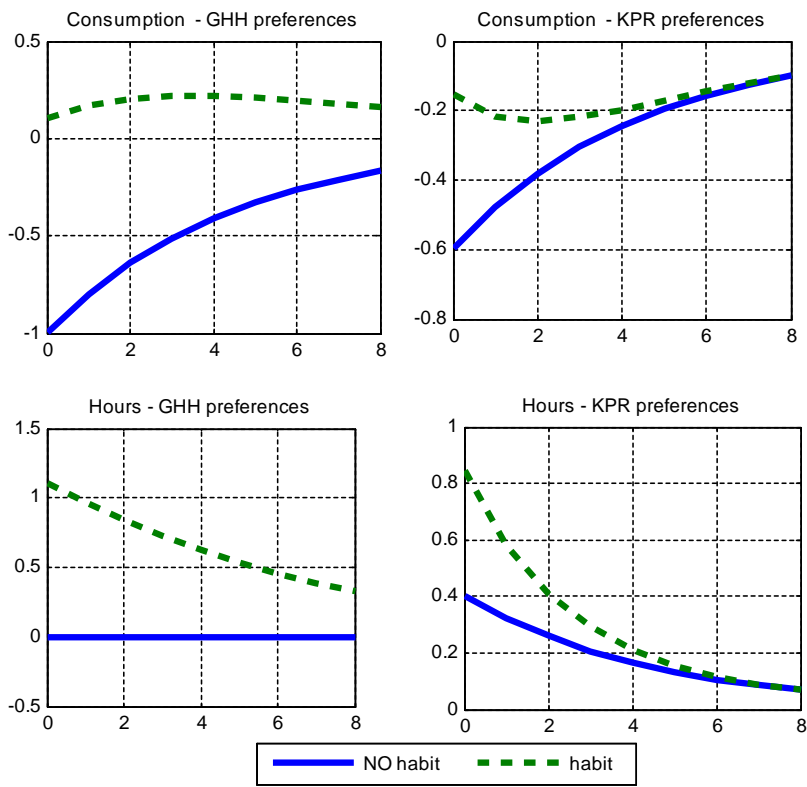 Consumption - GHH preferences
0.5
0
-0.5
-1
0 2 4 6 8
Consumption - KPR preferences
0
-0.2
-0.4
-0.6
-0.8
0 2 4 6 8
Hours - GHH preferences
1.5
1
0.5
0
-0.5
0 2 4 6 8
Hours - KPR preferences
1
0.8
0.6
0.4
0.2
0
0 2 4 6 8
NO habit habit